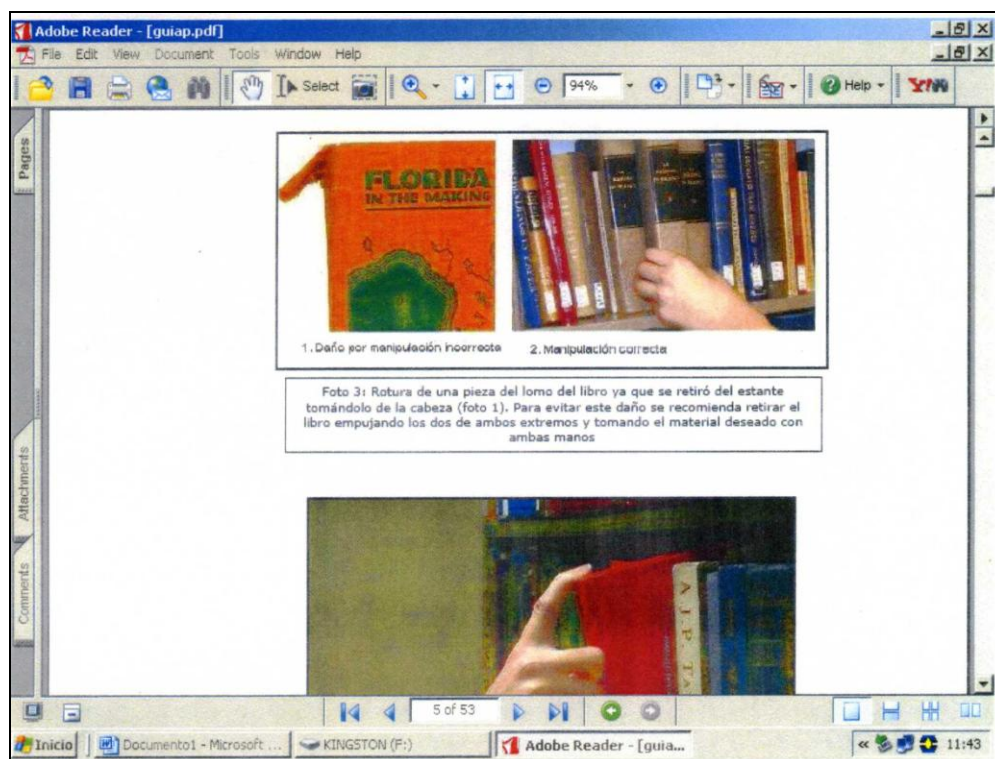 Adobe Reader - [guiap.pdf]
File Edit View Document Tools Window Help
Select 94% Help Y!
Pages
FLORIDA
IN THE MAKING
1. Daño por manipulación incorrecta 2. Manipulación correcta
Foto 3: Rotura de una pieza del lomo del libro ya que se retiró del estante
tomándolo de la cabeza (foto 1). Para evitar este daño se recomienda retirar el
libro empujando los dos de ambos extremos y tomando el material deseado con
ambas manos
Attachments
Comments
A.J.P. TA
5 of 53
Inicio Documento1 - Microsoft ... KINGSTON (F:) Adobe Reader - [guia... « 11:43